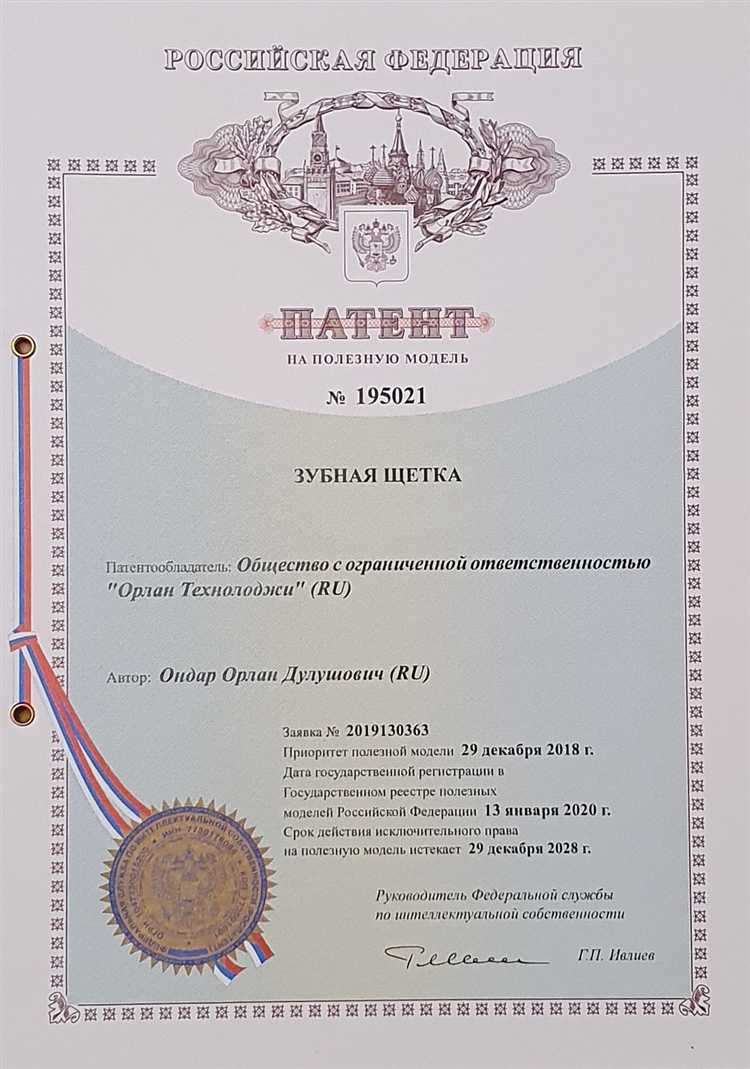 РОССИЙСКАЯ ФЕДЕРАЦИЯ
ПАТЕНТ
НА ПОЛЕЗНУЮ МОДЕЛЬ
№ 195021
ЗУБНАЯ ЩЕТКА
Патентообладатель: Общество с ограниченной ответственностью
"Орлан Технолоджи" (RU)
Автор: Ондар Орлан Дулушович (RU)
Заявка № 2019130363
Приоритет полезной модели 29 декабря 2018 г.
Дата государственной регистрации в
Государственном реестре полезных
моделей Российской Федерации 13 января 2020 г.
Срок действия исключительного права
на полезную модель истекает 29 декабря 2028 г.
Руководитель Федеральной службы
по интеллектуальной собственности
Г.П. Ивлиев